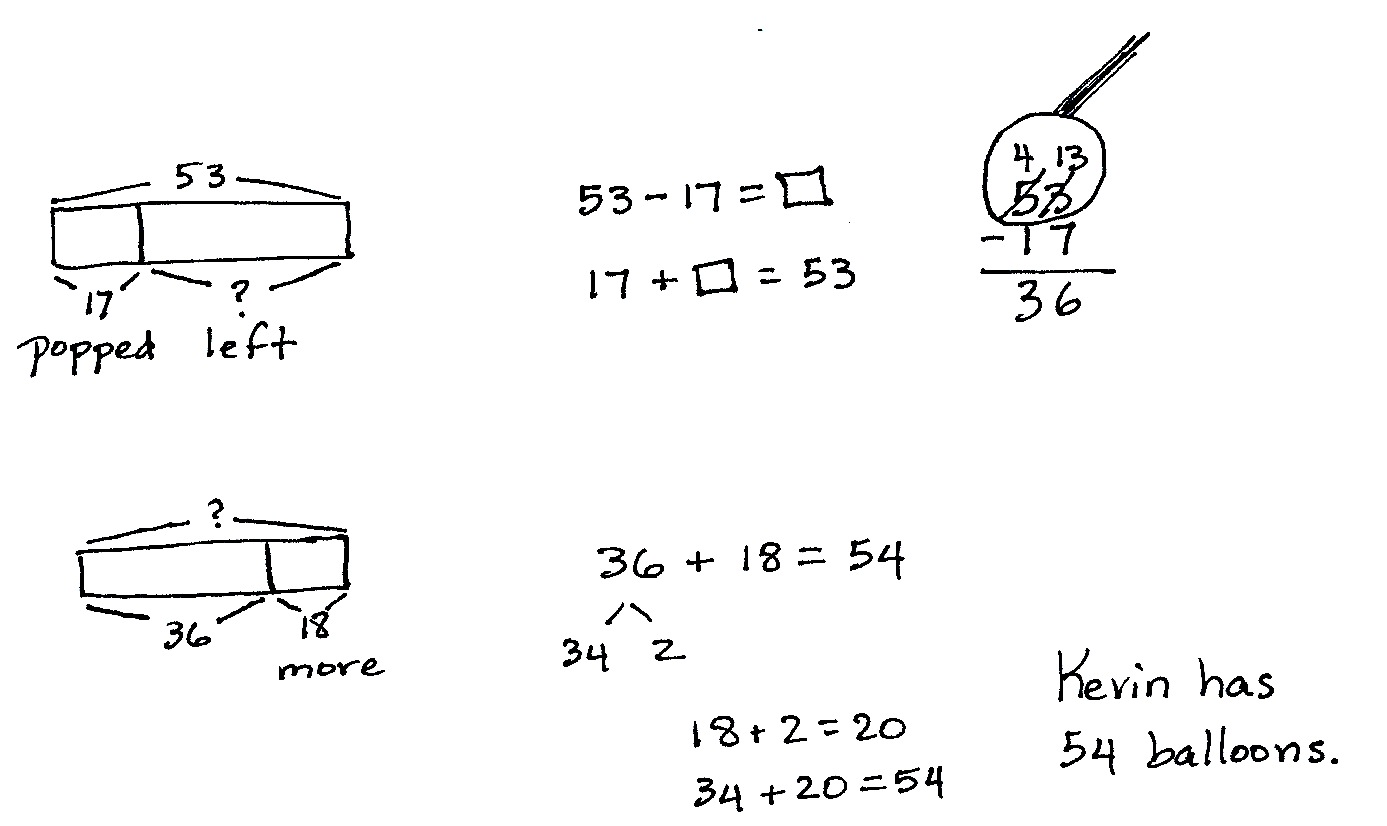 53
17 ?
popped left
53 - 17 = □
17 + □ = 53
4 13
53
- 17
36
?
36 18
more
36 + 18 = 54
34 2
18 + 2 = 20
34 + 20 = 54
Kevin has
54 balloons.